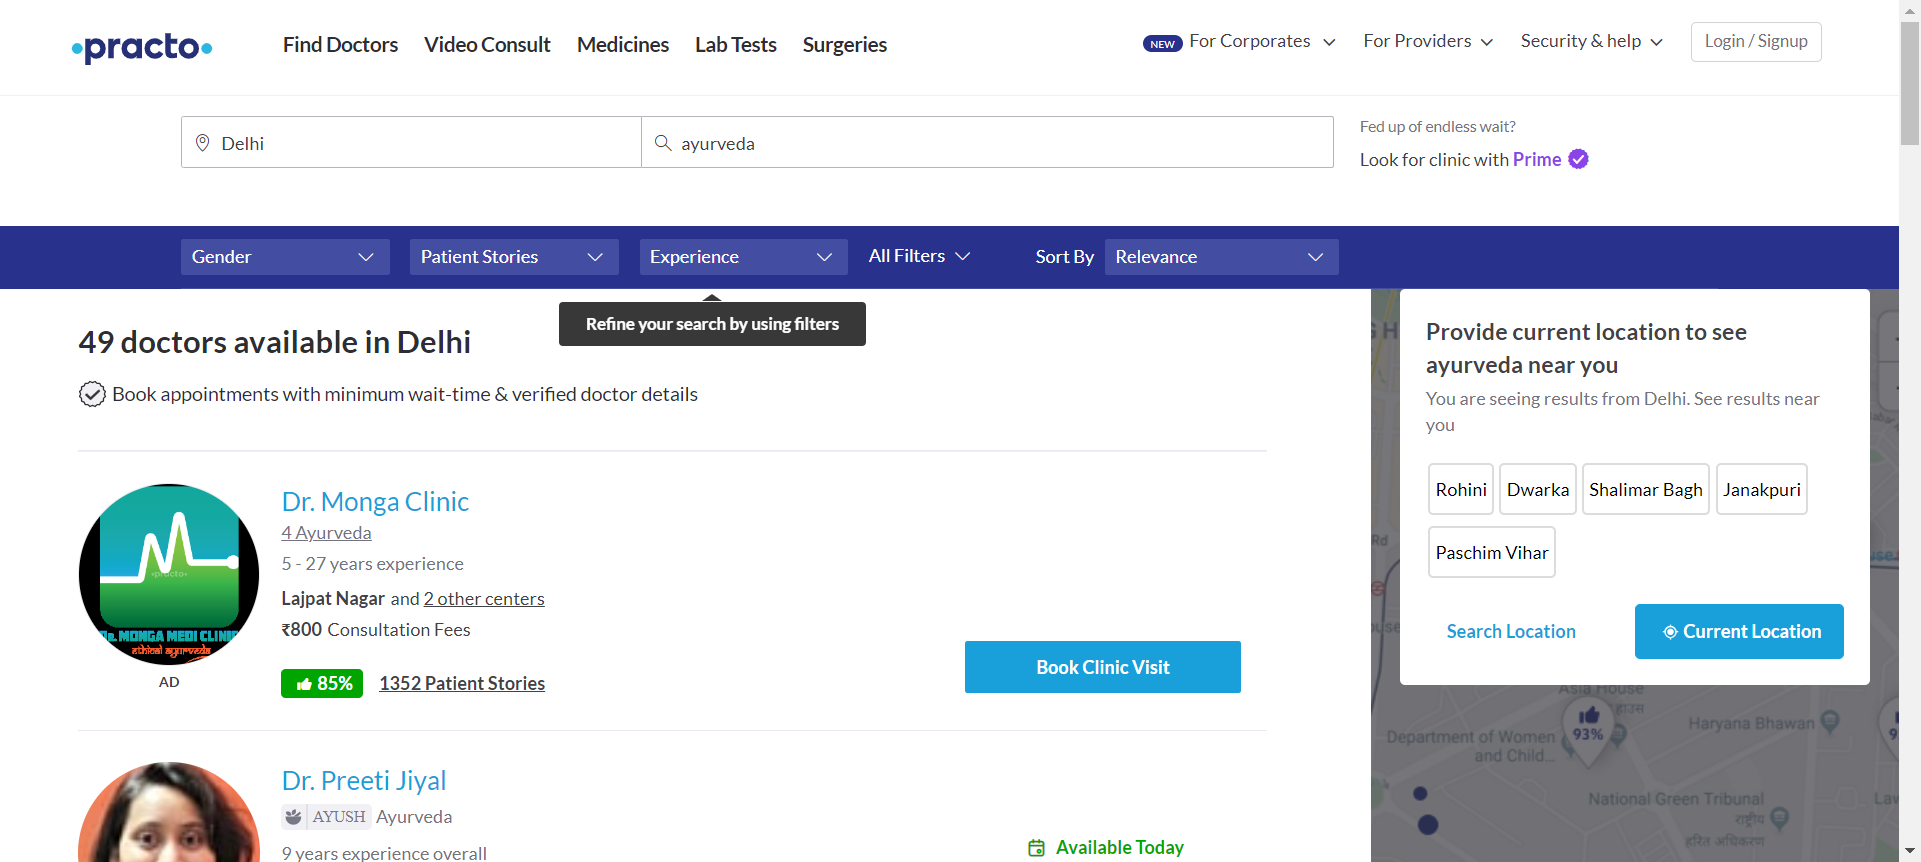 practo
Find Doctors Video Consult Medicines Lab Tests Surgeries
NEW For Corporates For Providers Security & help Login / Signup
Delhi
ayurveda
Fed up of endless wait?
Look for clinic with Prime
Gender Patient Stories Experience All Filters Sort By Relevance
Refine your search by using filters
49 doctors available in Delhi
Book appointments with minimum wait-time & verified doctor details
practo
DR. MONGA MEDI CLINIC
ethical ayurveda
AD
Dr. Monga Clinic
4 Ayurveda
5 - 27 years experience
Lajpat Nagar and 2 other centers
₹800 Consultation Fees
85% 1352 Patient Stories
Book Clinic Visit
Dr. Preeti Jiyal
AYUSH Ayurveda
9 years experience overall
Available Today
Provide current location to see
ayurveda near you
You are seeing results from Delhi. See results near
you
Rohini Dwarka Shalimar Bagh Janakpuri
Paschim Vihar
Search Location Current Location
Rd
Asia House
हाउस
93%
Haryana Bhawan
Department of Women
and Child...
National Green Tribunal
राष्ट्रीय
हरित अधिकरण